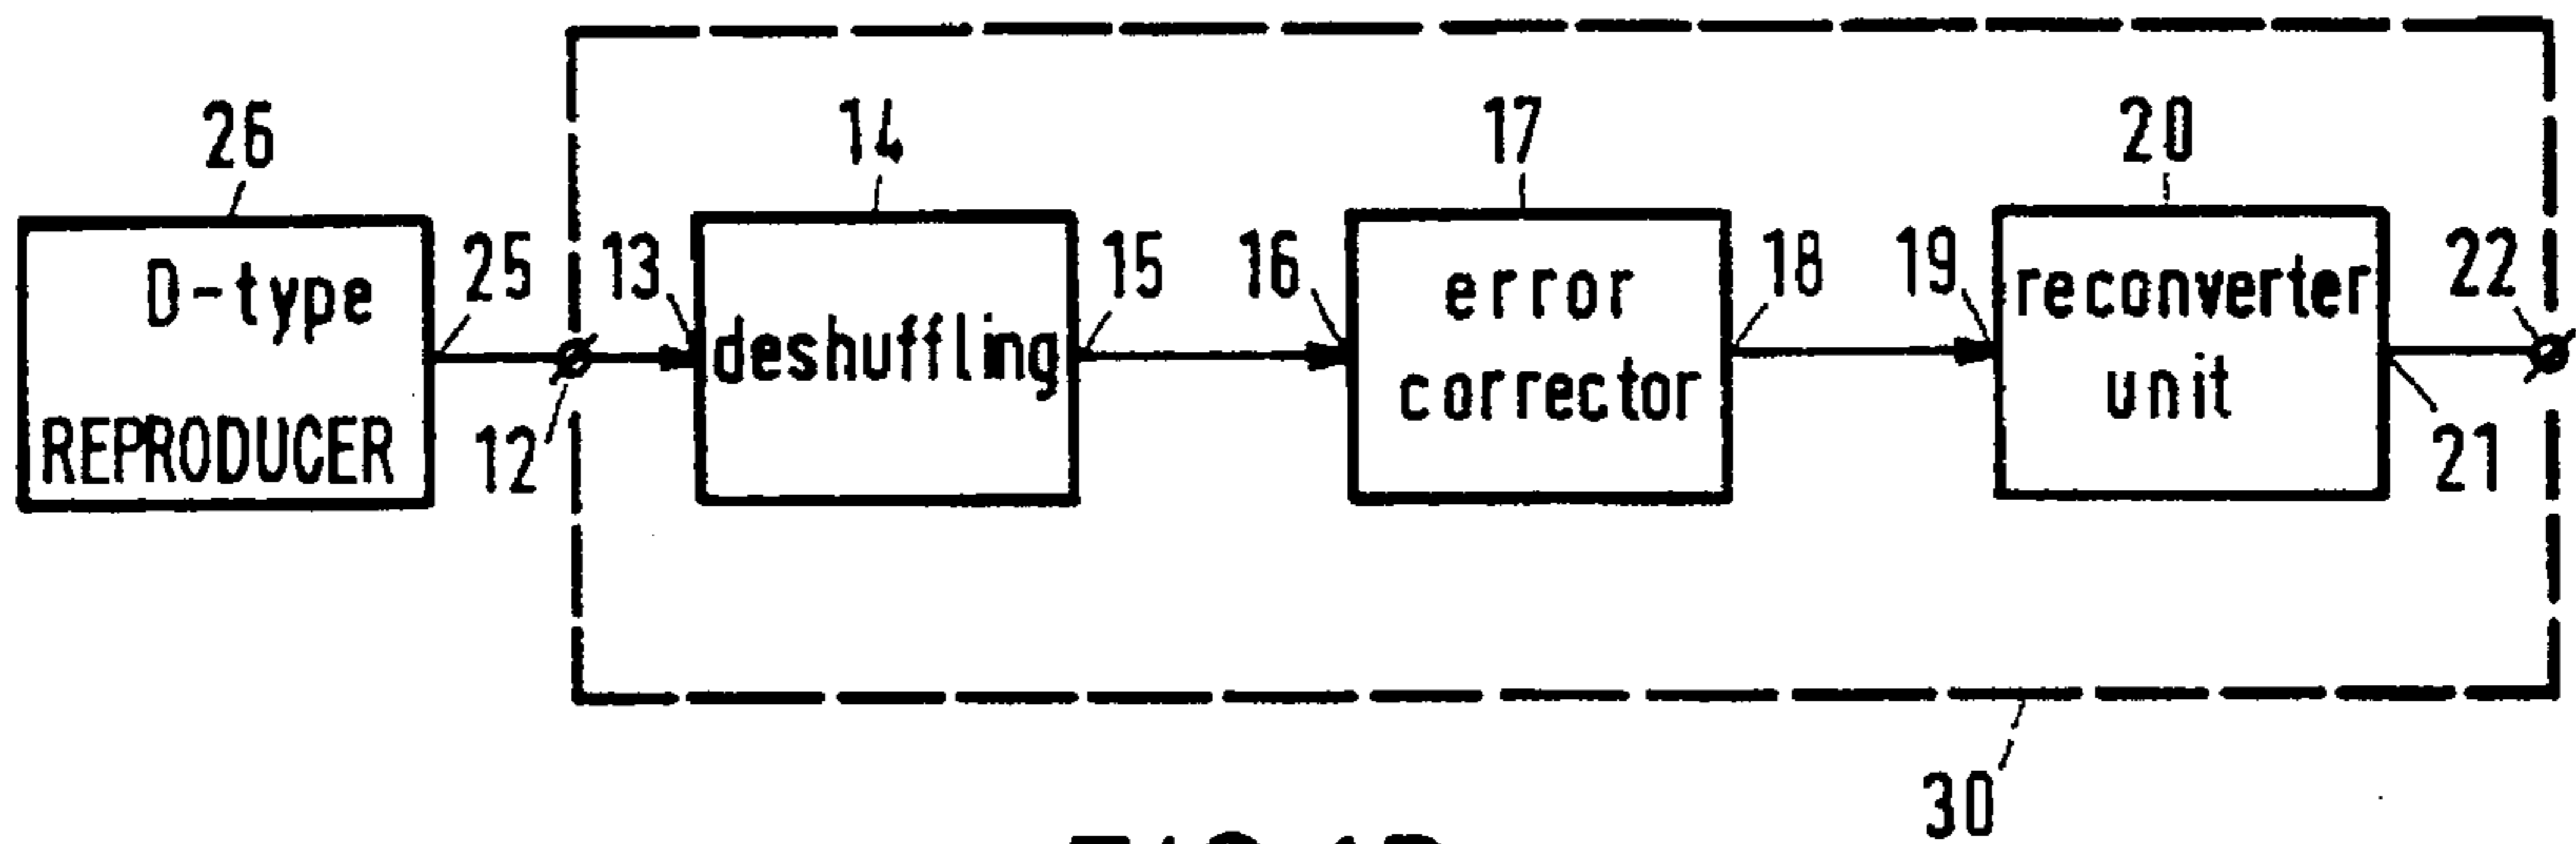 26
14
17
20
D-type
REPRODUCER
25
12
13
deshuffling
15
16
error
corrector
18
19
reconverter
unit
22
21
30